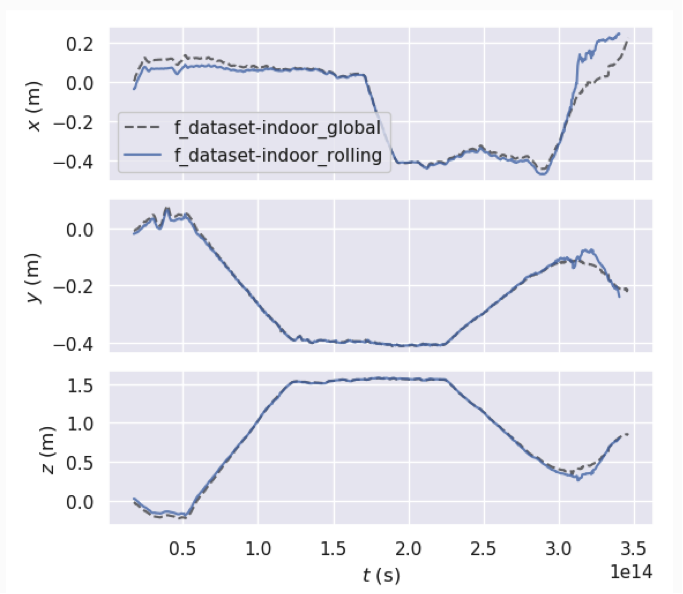 0.2
0.0
−0.2
−0.4
x (m)
f_dataset-indoor_global
f_dataset-indoor_rolling
0.0
−0.2
−0.4
y (m)
1.5
1.0
0.5
0.0
z (m)
0.5 1.0 1.5 2.0 2.5 3.0 3.5
1e14
t (s)